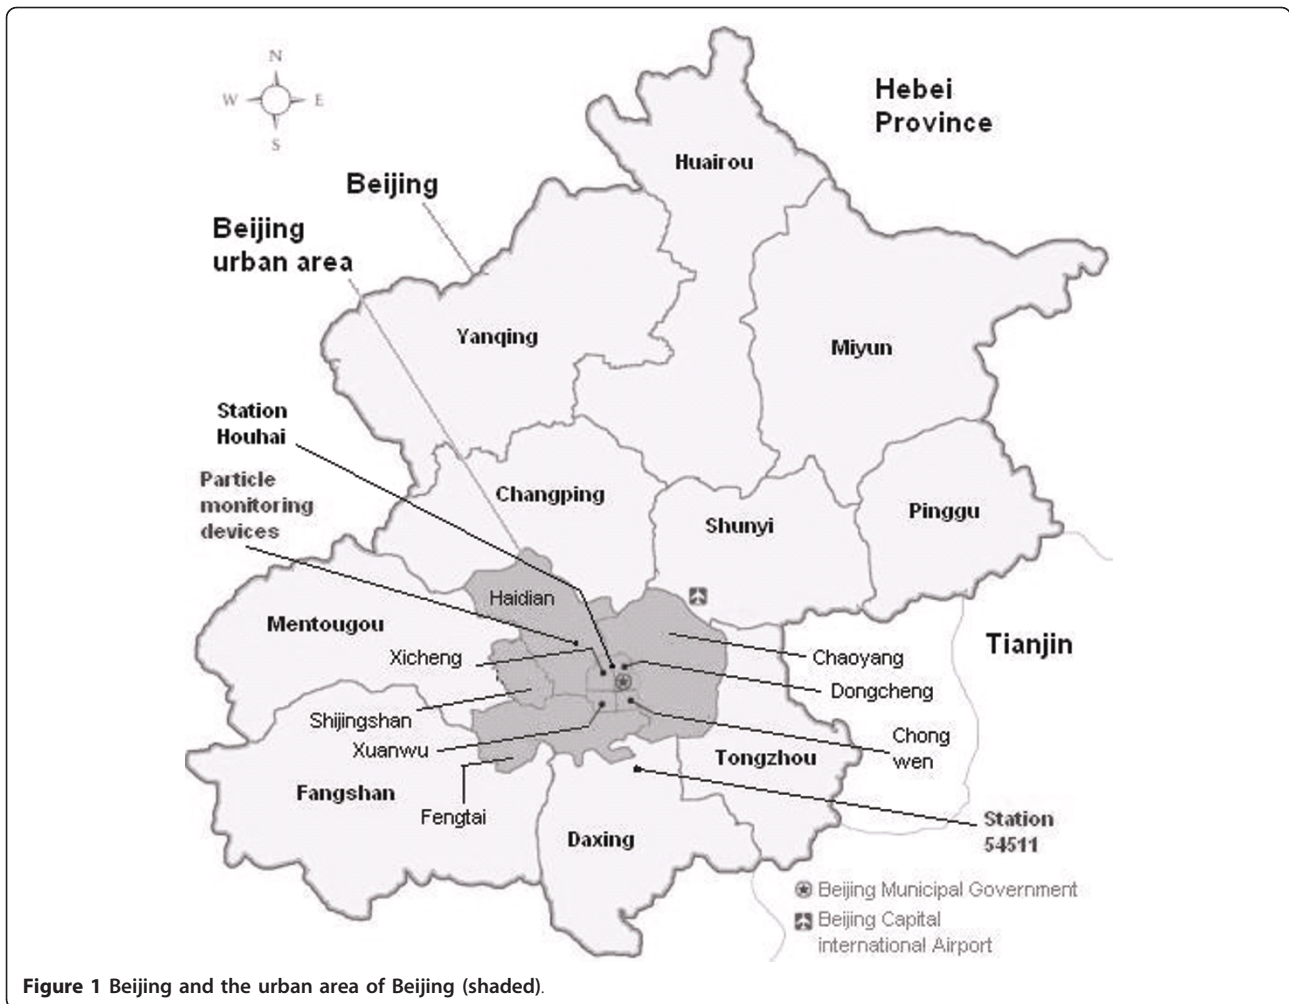 N
W E
S
Hebei
Province
Huairou
Beijing
Beijing
urban area
Yanqing
Miyun
Station
Houhai
Particle
monitoring
devices
Changping
Shunyi
Pinggu
Haidian
Mentougou
Tianjin
Xicheng
Chaoyang
Dongcheng
Shijingshan
Xuanwu
Chong
wen
Tongzhou
Fangshan
Fengtai
Daxing
Station
54511
Beijing Municipal Government
Beijing Capital
international Airport
Figure 1 Beijing and the urban area of Beijing (shaded).